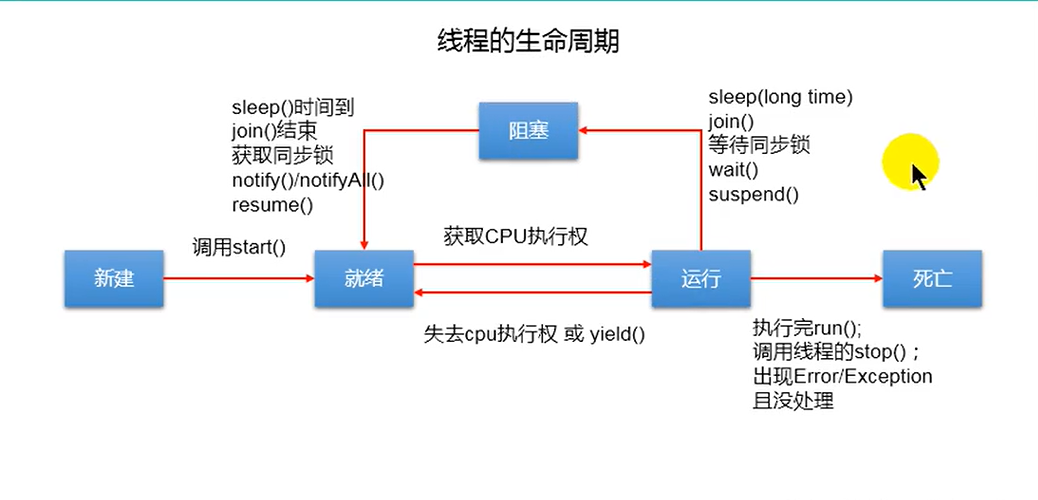 线程的生命周期
sleep()时间到
join()结束
获取同步锁
notify()/notifyAll()
resume()
阻塞
sleep(long time)
join()
等待同步锁
wait()
suspend()
新建
调用start()
就绪
获取CPU执行权
失去cpu执行权 或 yield()
运行
死亡
执行完run();
调用线程的stop()；
出现Error/Exception
且没处理